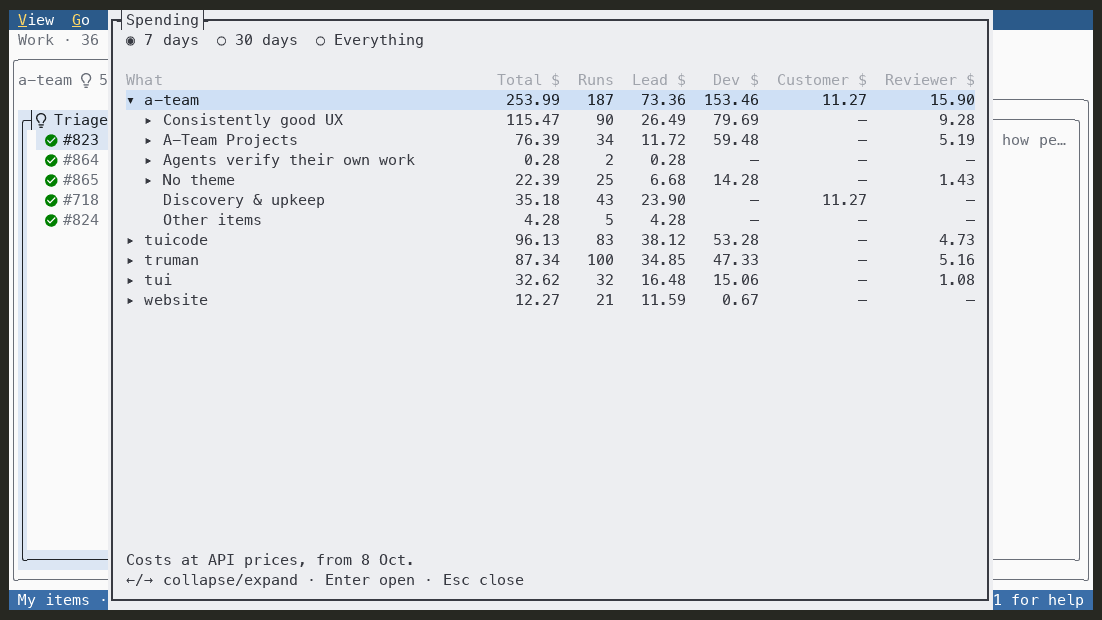 View  Go
Spending
Work · 36
◉ 7 days  ○ 30 days  ○ Everything
a-team 5
What  Total $  Runs  Lead $  Dev $  Customer $  Reviewer $
▾ a-team  253.99  187  73.36  153.46  11.27  15.90
Triage
▸ Consistently good UX  115.47  90  26.49  79.69  —  9.28
#823
▸ A-Team Projects  76.39  34  11.72  59.48  —  5.19
how pe…
#864
▸ Agents verify their own work  0.28  2  0.28  —  —  —
#865
▸ No theme  22.39  25  6.68  14.28  —  1.43
#718
Discovery & upkeep  35.18  43  23.90  —  11.27  —
#824
Other items  4.28  5  4.28  —  —  —
▸ tuicode  96.13  83  38.12  53.28  —  4.73
▸ truman  87.34  100  34.85  47.33  —  5.16
▸ tui  32.62  32  16.48  15.06  —  1.08
▸ website  12.27  21  11.59  0.67  —  —
Costs at API prices, from 8 Oct.
←/→ collapse/expand · Enter open · Esc close
My items ·
1 for help